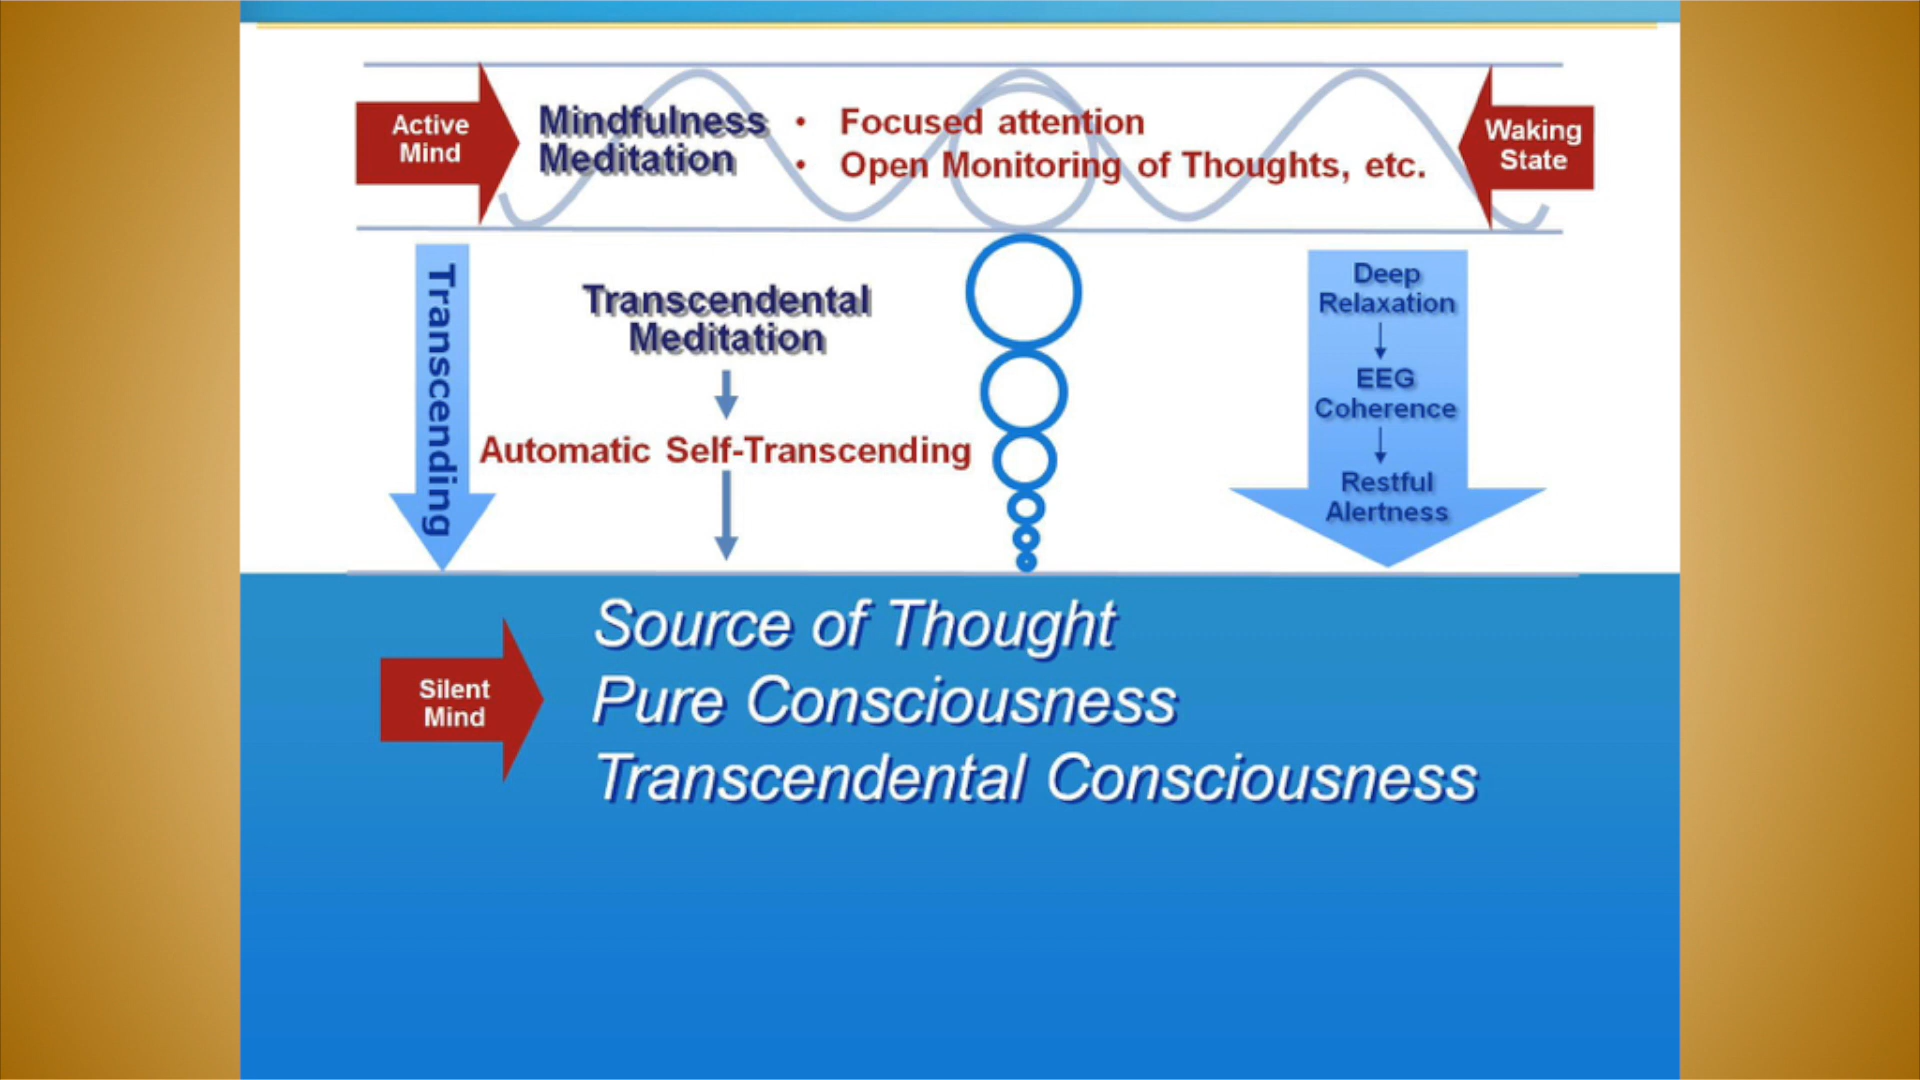 Active
Mind
Mindfulness
Meditation
• Focused attention
• Open Monitoring of Thoughts, etc.
Waking
State
Transcending
Transcendental
Meditation
Automatic Self-Transcending
Deep
Relaxation
EEG
Coherence
Restful
Alertness
Silent
Mind
Source of Thought
Pure Consciousness
Transcendental Consciousness